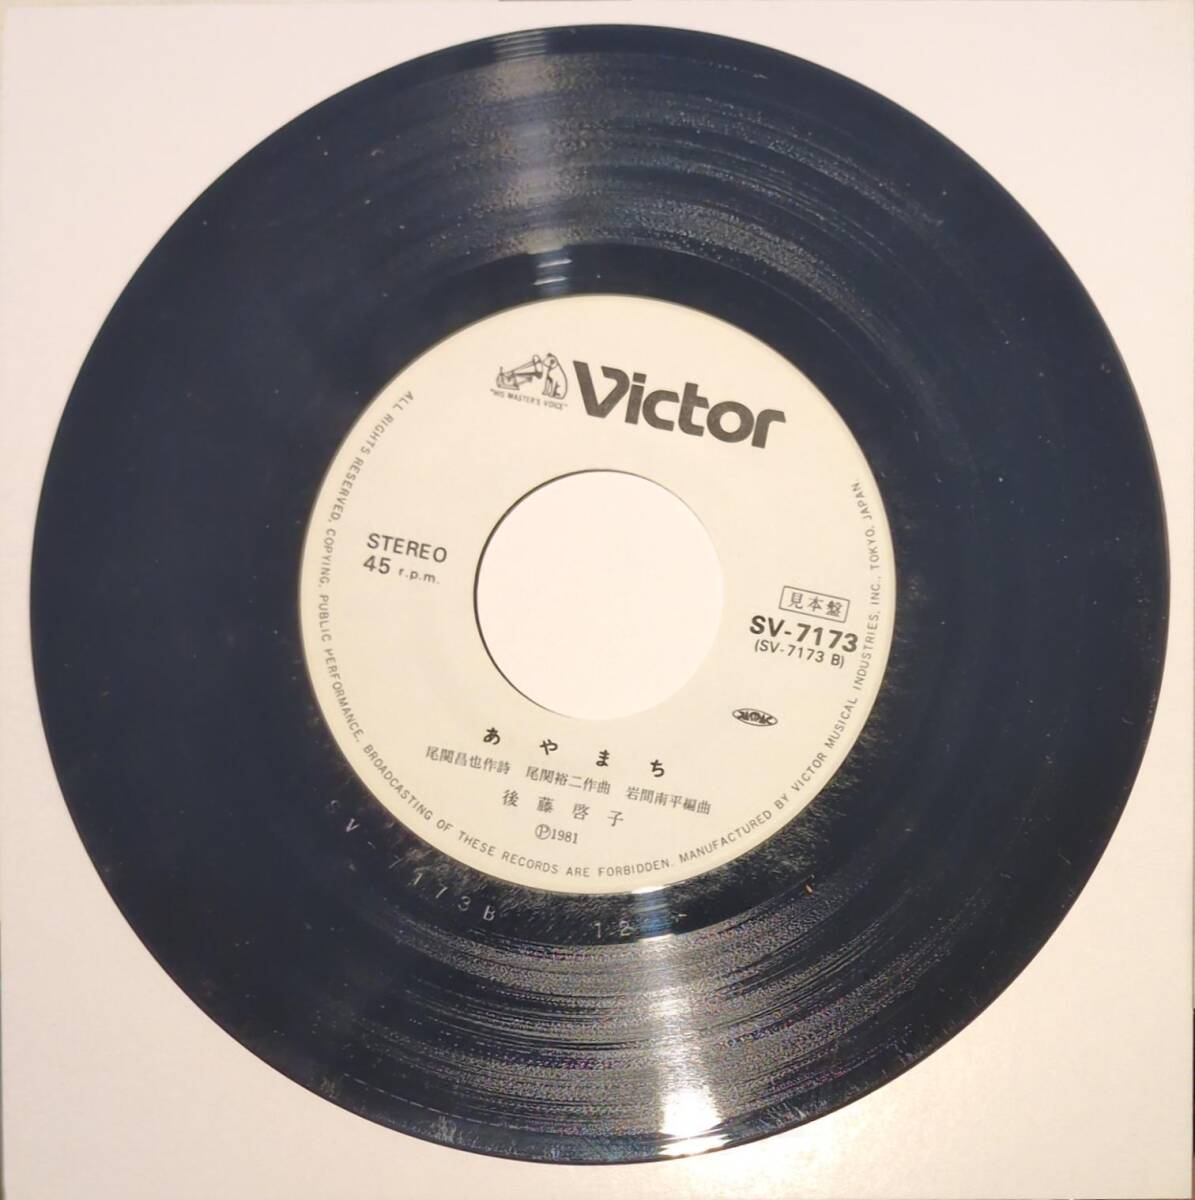 "HIS MASTER'S VOICE"
Victor
STEREO
45 r.p.m.
見本盤
SV-7173
(SV-7173 B)
あやまち
尾関昌也作詩 尾関裕二作曲 岩間南平編曲
後藤啓子
Ⓟ1981
ALL RIGHTS RESERVED. COPYING, PUBLIC PERFORMANCE, BROADCASTING OF THESE RECORDS ARE FORBIDDEN. MANUFACTURED BY VICTOR MUSICAL INDUSTRIES, INC., TOKYO, JAPAN.
V-7173B 12